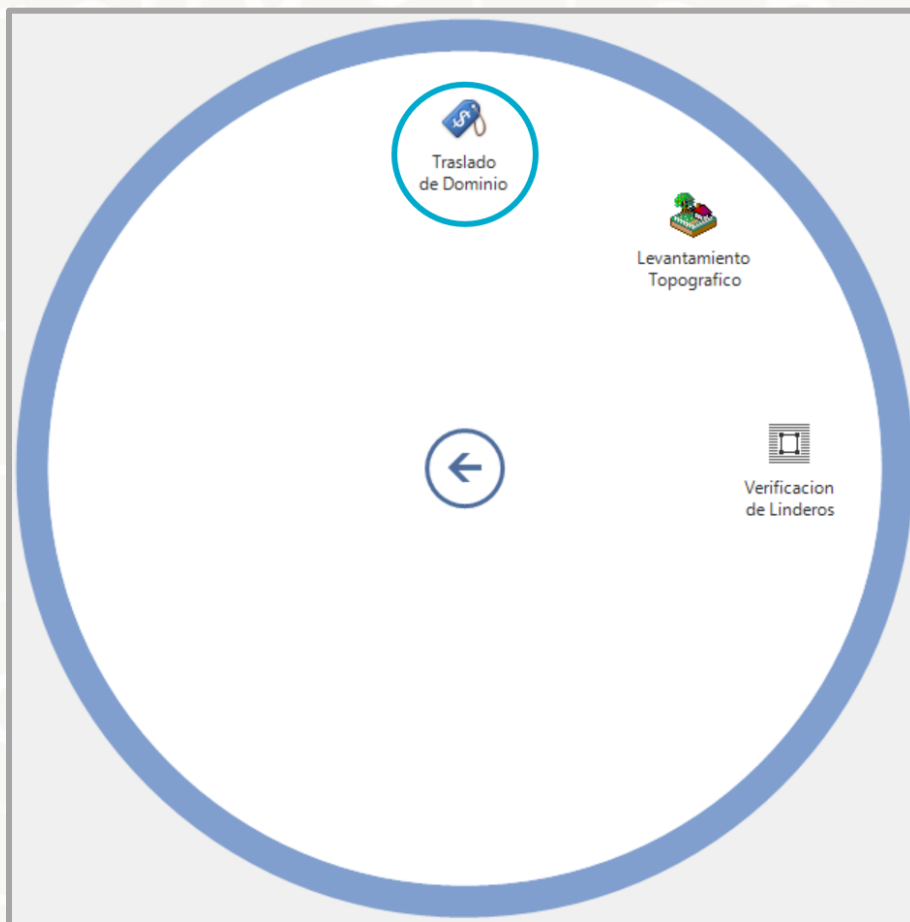 Traslado
de Dominio
Levantamiento
Topografico
Verificacion
de Linderos